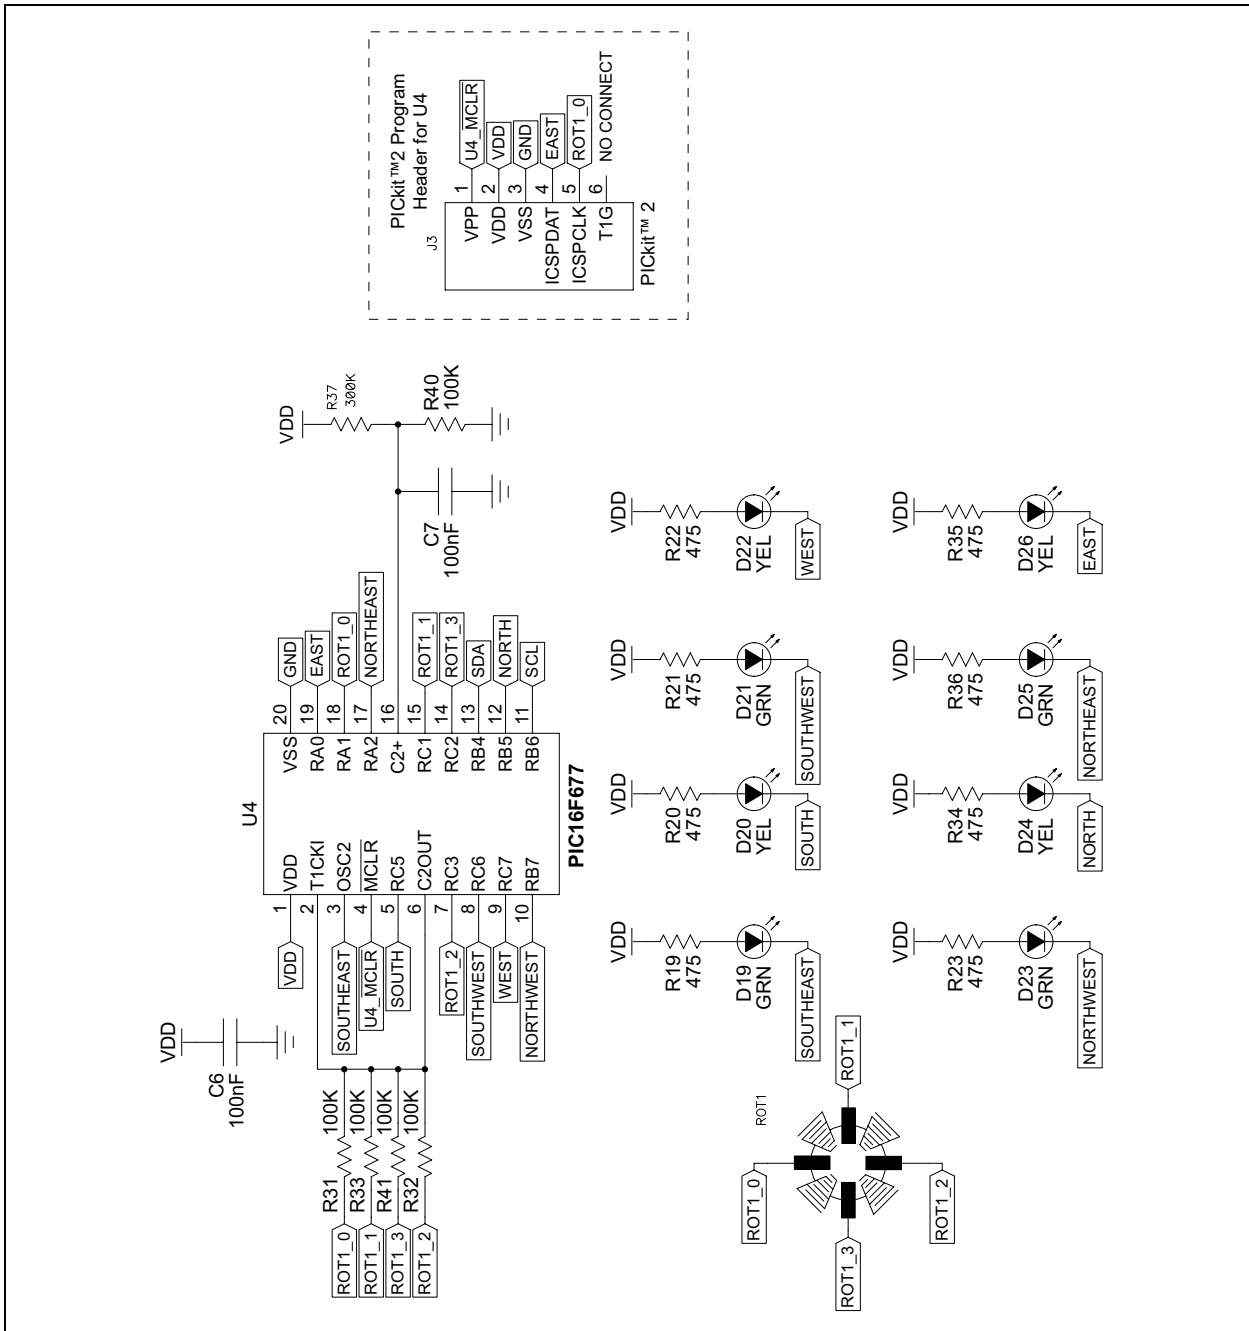 PICkit™2 Program
Header for U4
J3
VPP 1 U4_MCLR
VDD 2 VDD
VSS 3 GND
ICSPDAT 4 EAST
ICSPCLK 5 ROT1_0
T1G 6 NO CONNECT
PICkit™ 2
VDD
R37
300K
R40
100K
C7
100nF
U4
PIC16F677
VDD 1 VDD
T1CKI 2
OSC2 3 SOUTHEAST
MCLR 4 U4_MCLR
RC5 5 SOUTH
C2OUT 6
RC3 7 ROT1_2
RC6 8 SOUTHWEST
RC7 9 WEST
RB7 10 NORTHWEST
VSS 20 GND
RA0 19 EAST
RA1 18 ROT1_0
RA2 17 NORTHEAST
C2+ 16
RC1 15 ROT1_1
RC2 14 ROT1_3
RB4 13 SDA
RB5 12 NORTH
RB6 11 SCL
VDD
C6
100nF
ROT1_0 R31 100K
ROT1_1 R33 100K
ROT1_3 R41 100K
ROT1_2 R32 100K
VDD
R19
475
D19
GRN
SOUTHEAST
VDD
R20
475
D20
YEL
SOUTH
VDD
R21
475
D21
GRN
SOUTHWEST
VDD
R22
475
D22
YEL
WEST
VDD
R23
475
D23
GRN
NORTHWEST
VDD
R34
475
D24
YEL
NORTH
VDD
R36
475
D25
GRN
NORTHEAST
VDD
R35
475
D26
YEL
EAST
ROT1
ROT1_0
ROT1_1
ROT1_2
ROT1_3